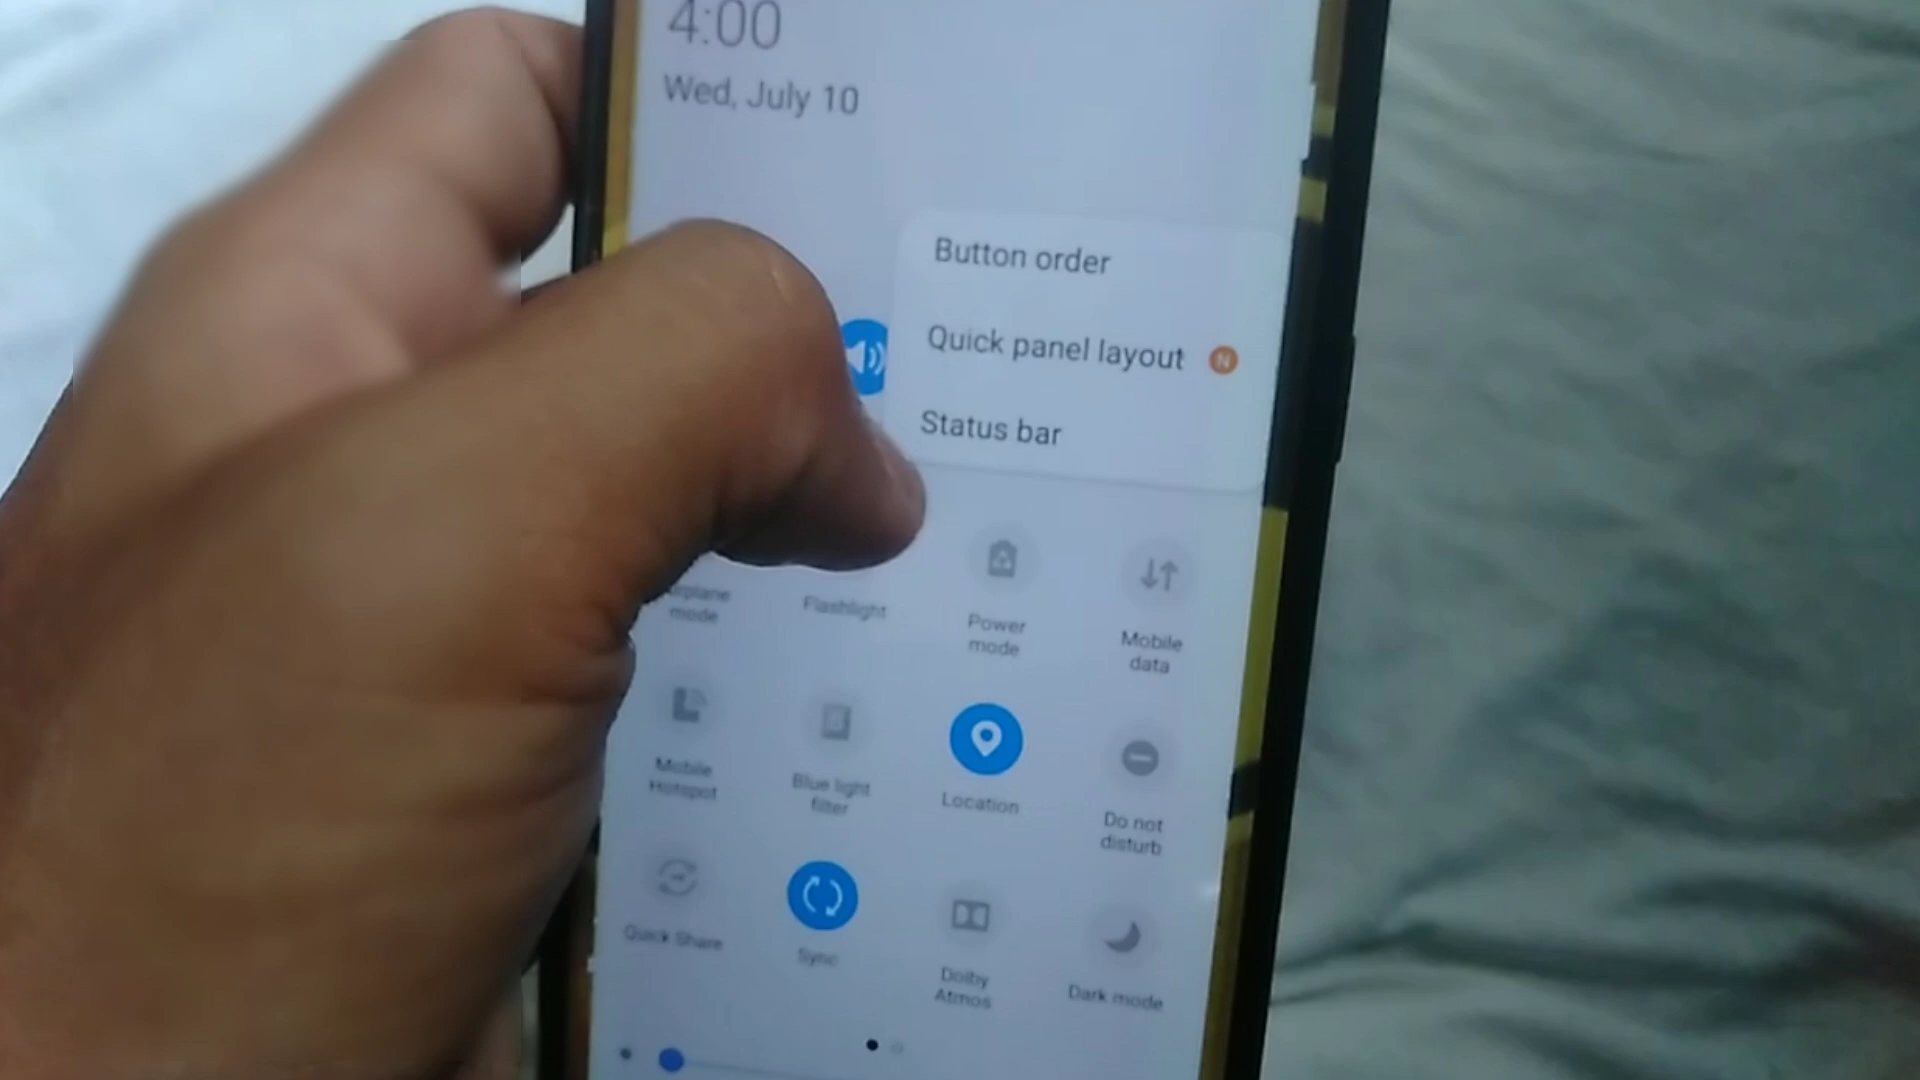 4:00
Wed, July 10
Button order
Quick panel layout N
Status bar
mode
Flashlight
Power
mode
Mobile
data
Mobile
Hotspot
Blue light
filter
Location
Do not
disturb
Quick Share
Sync
Dolby
Atmos
Dark mode